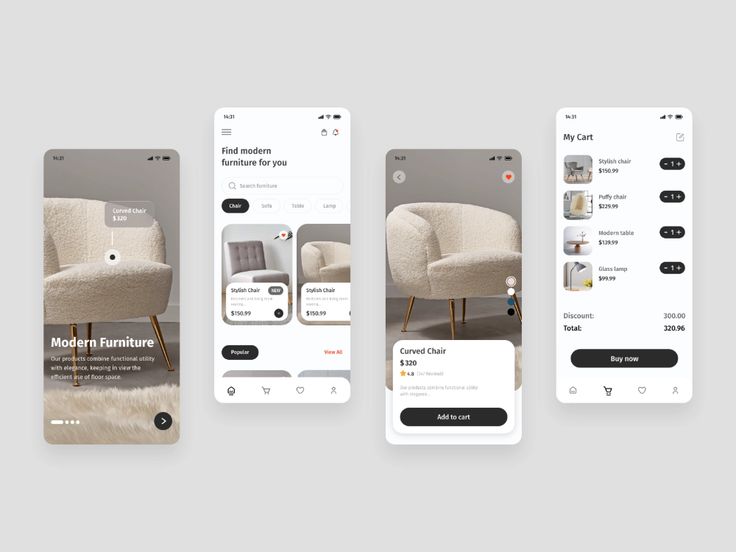 14:31
Curved Chair
$320
Modern Furniture
Our products combine functional utility
with elegance, keeping in view the
efficient use of floor space.
14:31
Find modern
furniture for you
Search furniture
Chair
Sofa
Table
Lamp
Stylish Chair
NEW
$150.99
Stylish Chair
$150.99
Popular
View All
14:31
Curved Chair
$320
4.8
Our products combine functional utility
with elegance...
Add to cart
14:31
My Cart
Stylish chair
$150.99
- 1 +
Puffy chair
$229.99
- 1 +
Modern table
$139.99
- 1 +
Glass lamp
$99.99
- 1 +
Discount: 300.00
Total: 320.96
Buy now